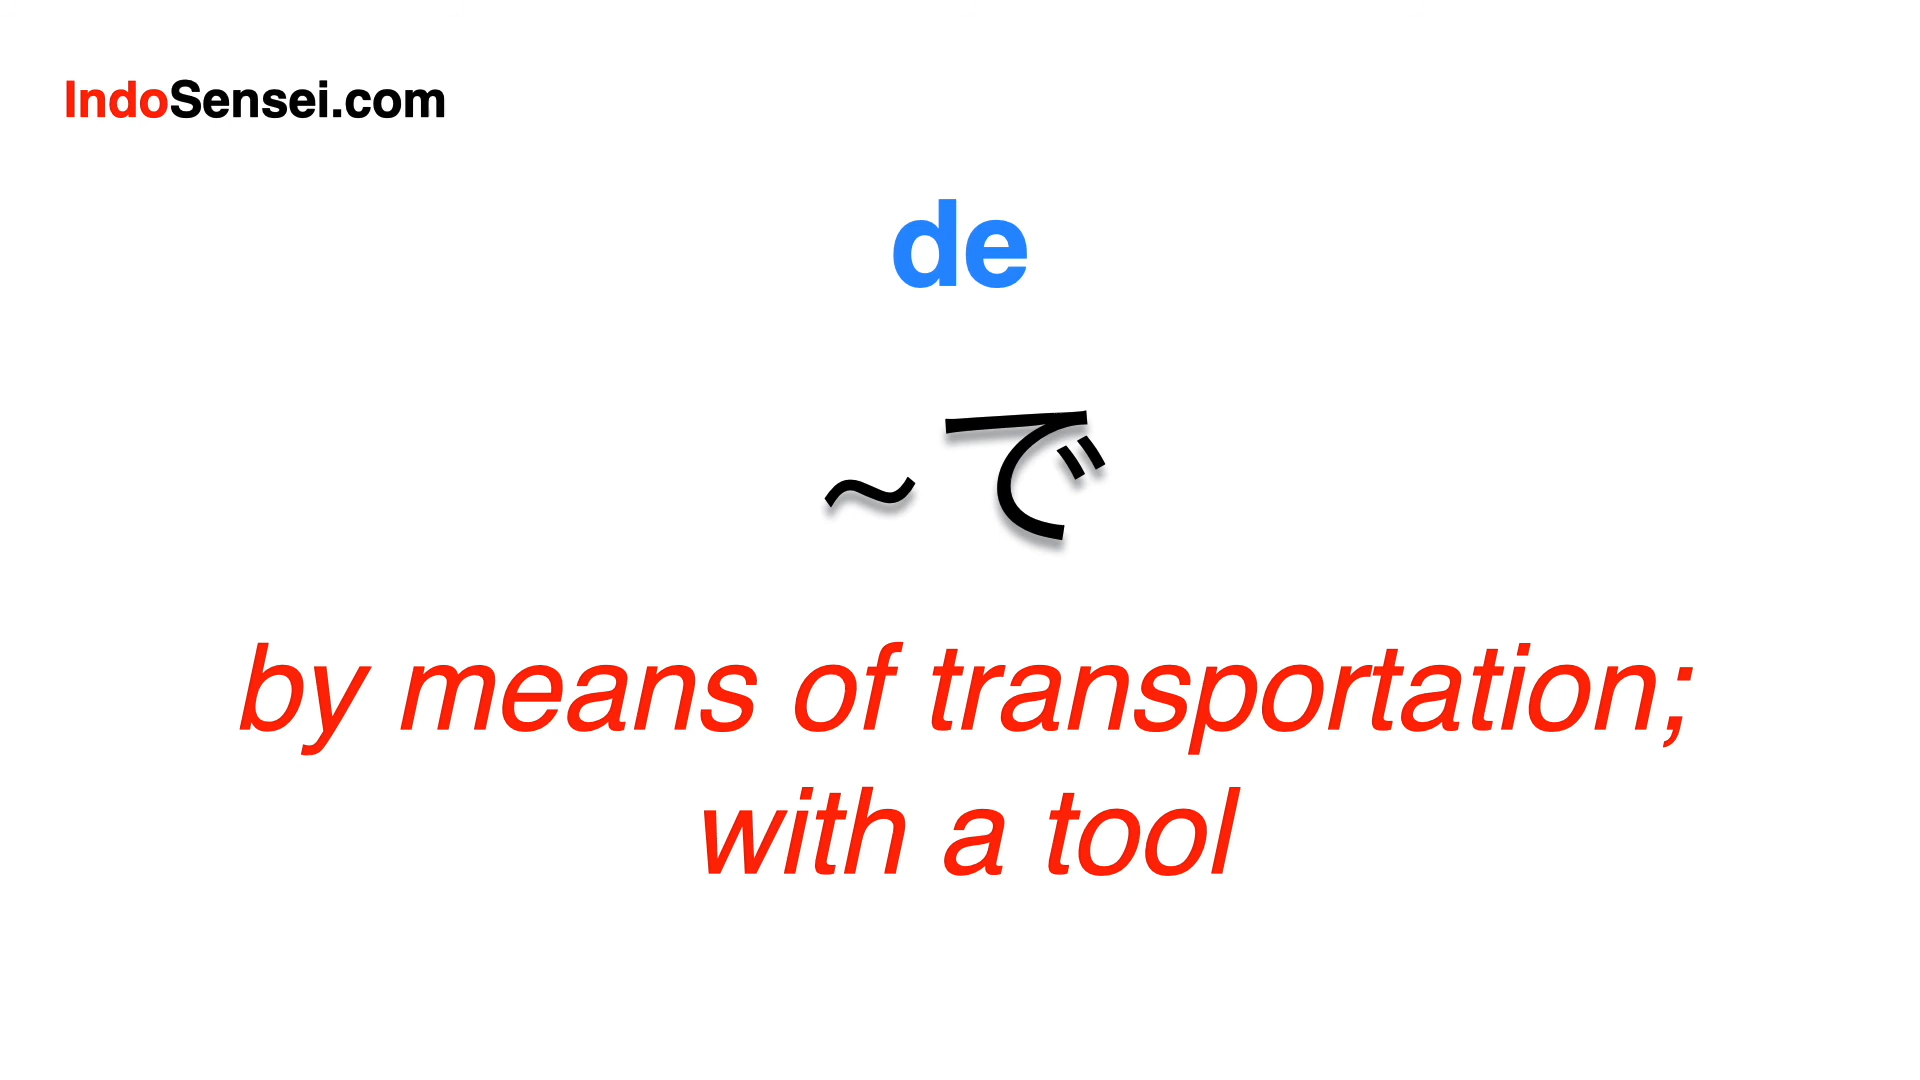 IndoSensei.com
de
~で
by means of transportation;
with a tool